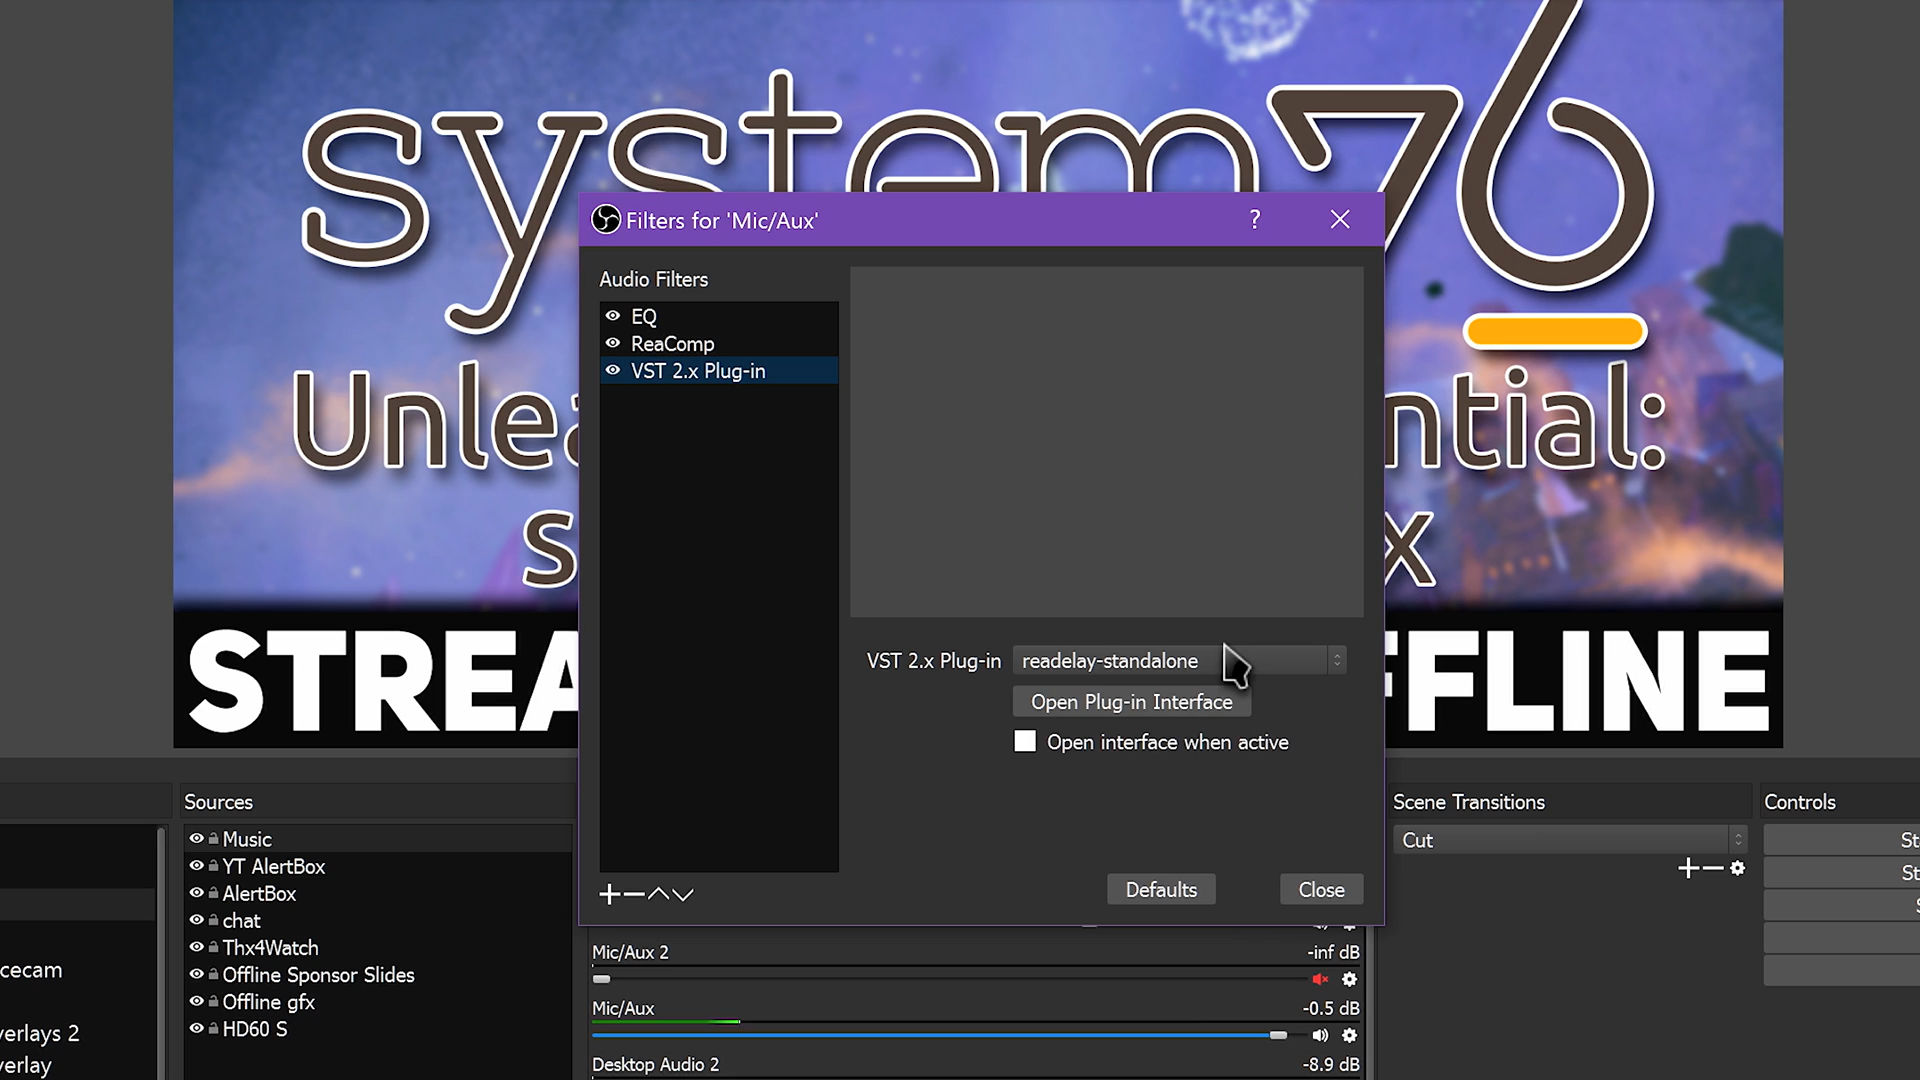 system76
Unlea
ntial:
s
x
STREA
FFLINE
Filters for 'Mic/Aux'
?
Audio Filters
EQ
ReaComp
VST 2.x Plug-in
VST 2.x Plug-in
readelay-standalone
Open Plug-in Interface
Open interface when active
Defaults
Close
cecam
verlays 2
verlay
Sources
Music
YT AlertBox
AlertBox
chat
Thx4Watch
Offline Sponsor Slides
Offline gfx
HD60 S
Mic/Aux 2
-inf dB
Mic/Aux
-0.5 dB
Desktop Audio 2
-8.9 dB
Scene Transitions
Cut
Controls
St
St
S